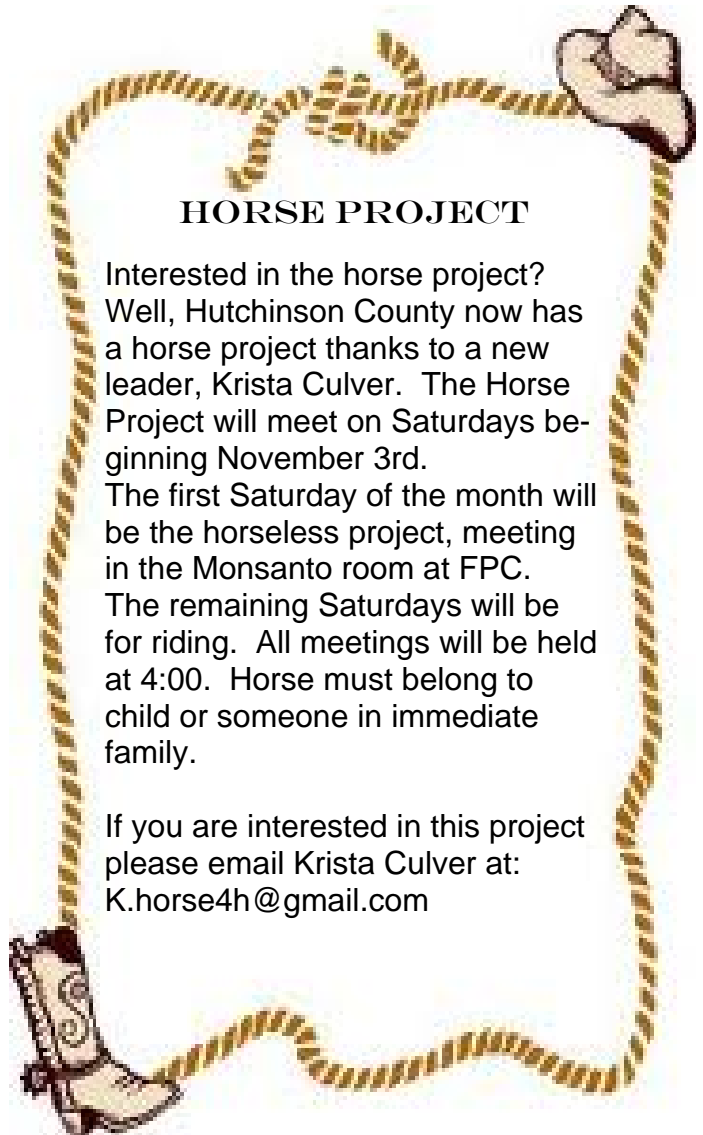 HORSE PROJECT
Interested in the horse project?
Well, Hutchinson County now has
a horse project thanks to a new
leader, Krista Culver.  The Horse
Project will meet on Saturdays be-
ginning November 3rd.
The first Saturday of the month will
be the horseless project, meeting
in the Monsanto room at FPC.
The remaining Saturdays will be
for riding.  All meetings will be held
at 4:00.  Horse must belong to
child or someone in immediate
family.
If you are interested in this project
please email Krista Culver at:
K.horse4h@gmail.com